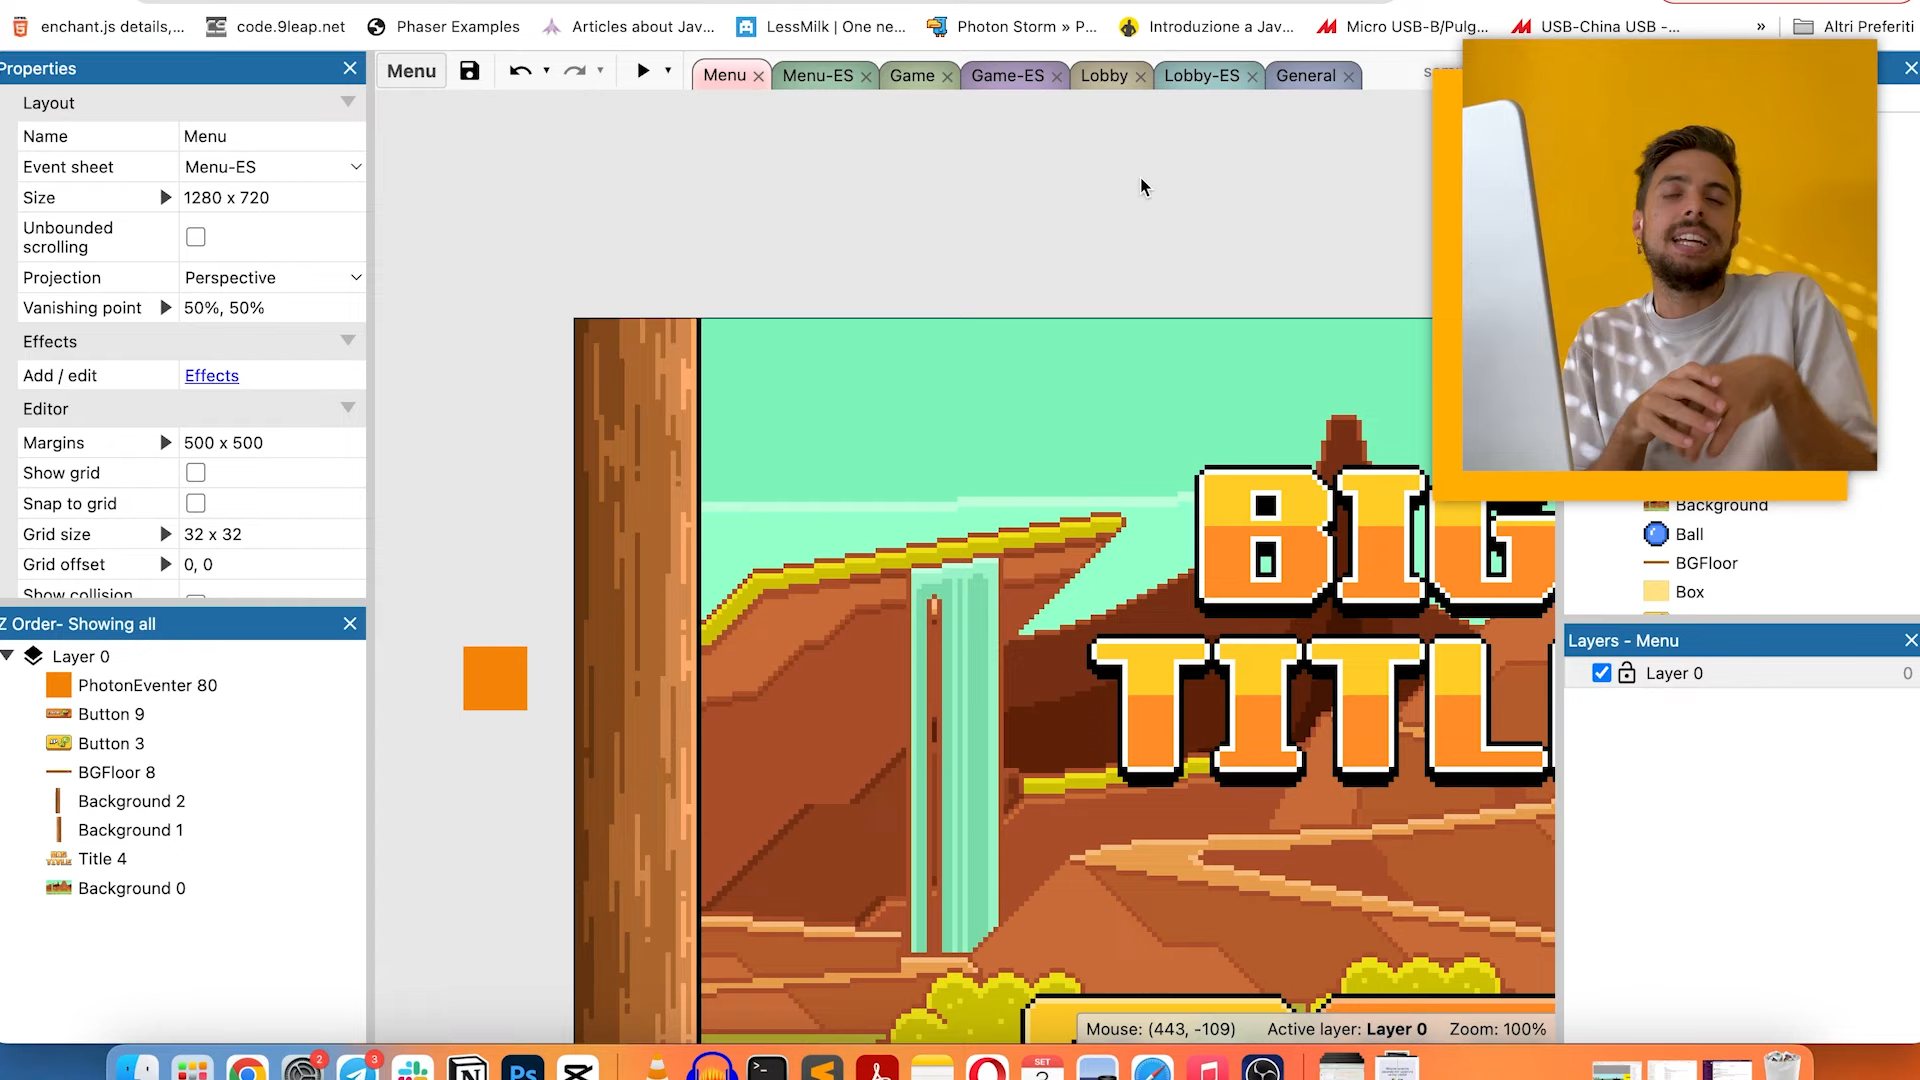 enchant.js details,...
code.9leap.net
Phaser Examples
Articles about Jav...
LessMilk | One ne...
Photon Storm » P...
Introduzione a Jav...
Micro USB-B/Pulg...
USB-China USB -...
»
Altri Preferiti
Properties
Menu
Menu
Menu-ES
Game
Game-ES
Lobby
Lobby-ES
General
Layout
Name
Menu
Event sheet
Menu-ES
Size
1280 x 720
Unbounded
scrolling
Projection
Perspective
Vanishing point
50%, 50%
Effects
Add / edit
Effects
Editor
Margins
500 x 500
Show grid
Snap to grid
Grid size
32 x 32
Grid offset
0, 0
Show collision
Z Order- Showing all
Layer 0
PhotonEventer 80
Button 9
Button 3
BGFloor 8
Background 2
Background 1
Title 4
Background 0
BIG
TITL
Background
Ball
BGFloor
Box
Layers - Menu
Layer 0
0
Mouse: (443, -109)
Active layer: Layer 0
Zoom: 100%
2
3
Ps
SET